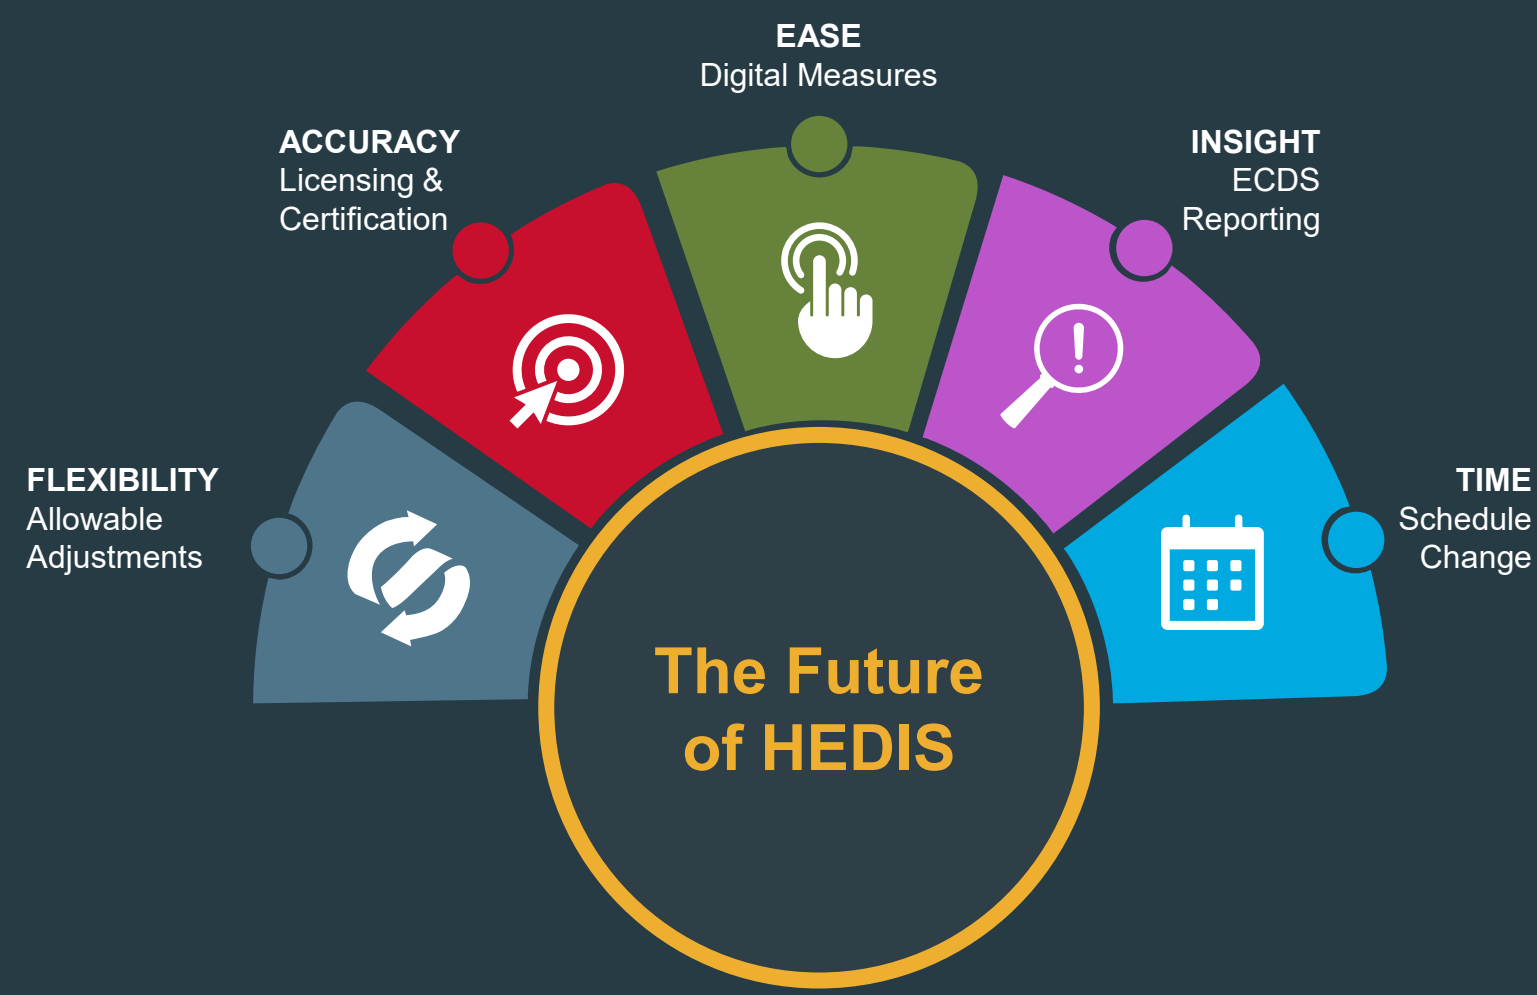 EASE
Digital Measures
ACCURACY
Licensing &
Certification
INSIGHT
ECDS
Reporting
FLEXIBILITY
Allowable
Adjustments
TIME
Schedule
Change
The Future
of HEDIS